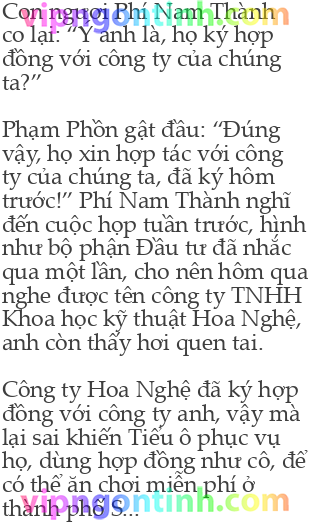 Con ngươi Phí Nam Thành
co lại: “Ý anh là, họ ký hợp
đồng với công ty của chúng
ta?”
Phạm Phồn gật đầu: “Đúng
vậy, họ xin hợp tác với công
ty của chúng ta, đã ký hôm
trước!” Phí Nam Thành nghĩ
đến cuộc họp tuần trước, hình
như bộ phận Đầu tư đã nhắc
qua một lần, cho nên hôm qua
nghe được tên công ty TNHH
Khoa học kỹ thuật Hoa Nghệ,
anh còn thấy hơi quen tai.
Công ty Hoa Nghệ đã ký hợp
đồng với công ty anh, vậy mà
lại sai khiến Tiếu ô phục vụ
họ, dùng hợp đồng như cô, để
có thể ăn chơi miễn phí ở
thành phố S...
vipngontinh.com
vipngontinh.com